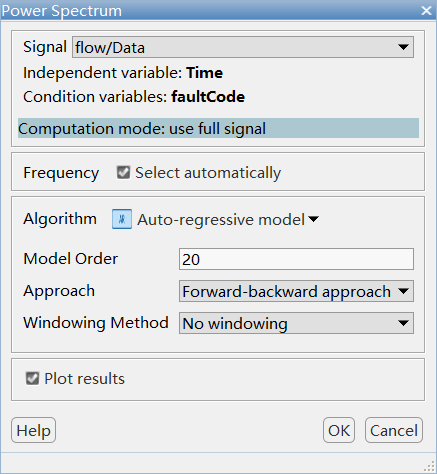 Power Spectrum
Signal flow/Data
Independent variable: Time
Condition variables: faultCode
Computation mode: use full signal
Frequency Select automatically
Algorithm AR Auto-regressive model
Model Order 20
Approach Forward-backward approach
Windowing Method No windowing
Plot results
Help OK Cancel